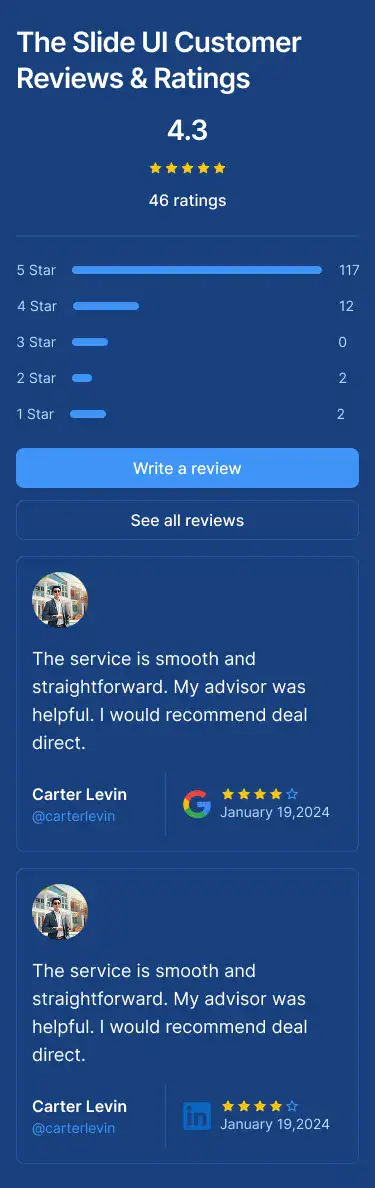 The Slide UI Customer
Reviews & Ratings
4.3
46 ratings
5 Star 117
4 Star 12
3 Star 0
2 Star 2
1 Star 2
Write a review
See all reviews
The service is smooth and
straightforward. My advisor was
helpful. I would recommend deal
direct.
Carter Levin
@carterlevin
January 19,2024
The service is smooth and
straightforward. My advisor was
helpful. I would recommend deal
direct.
Carter Levin
@carterlevin
in
January 19,2024